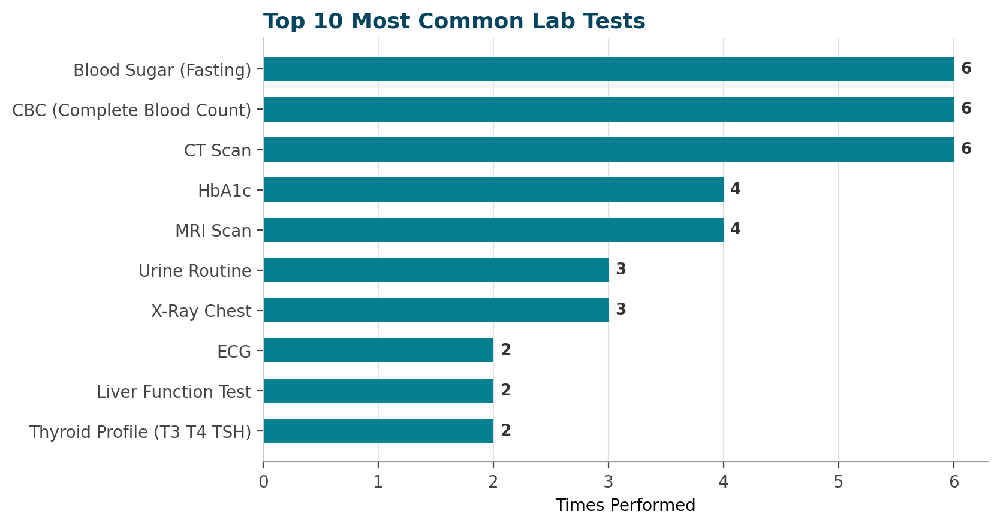 Top 10 Most Common Lab Tests
Blood Sugar (Fasting) 6
CBC (Complete Blood Count) 6
CT Scan 6
HbA1c 4
MRI Scan 4
Urine Routine 3
X-Ray Chest 3
ECG 2
Liver Function Test 2
Thyroid Profile (T3 T4 TSH) 2
0 1 2 3 4 5 6
Times Performed